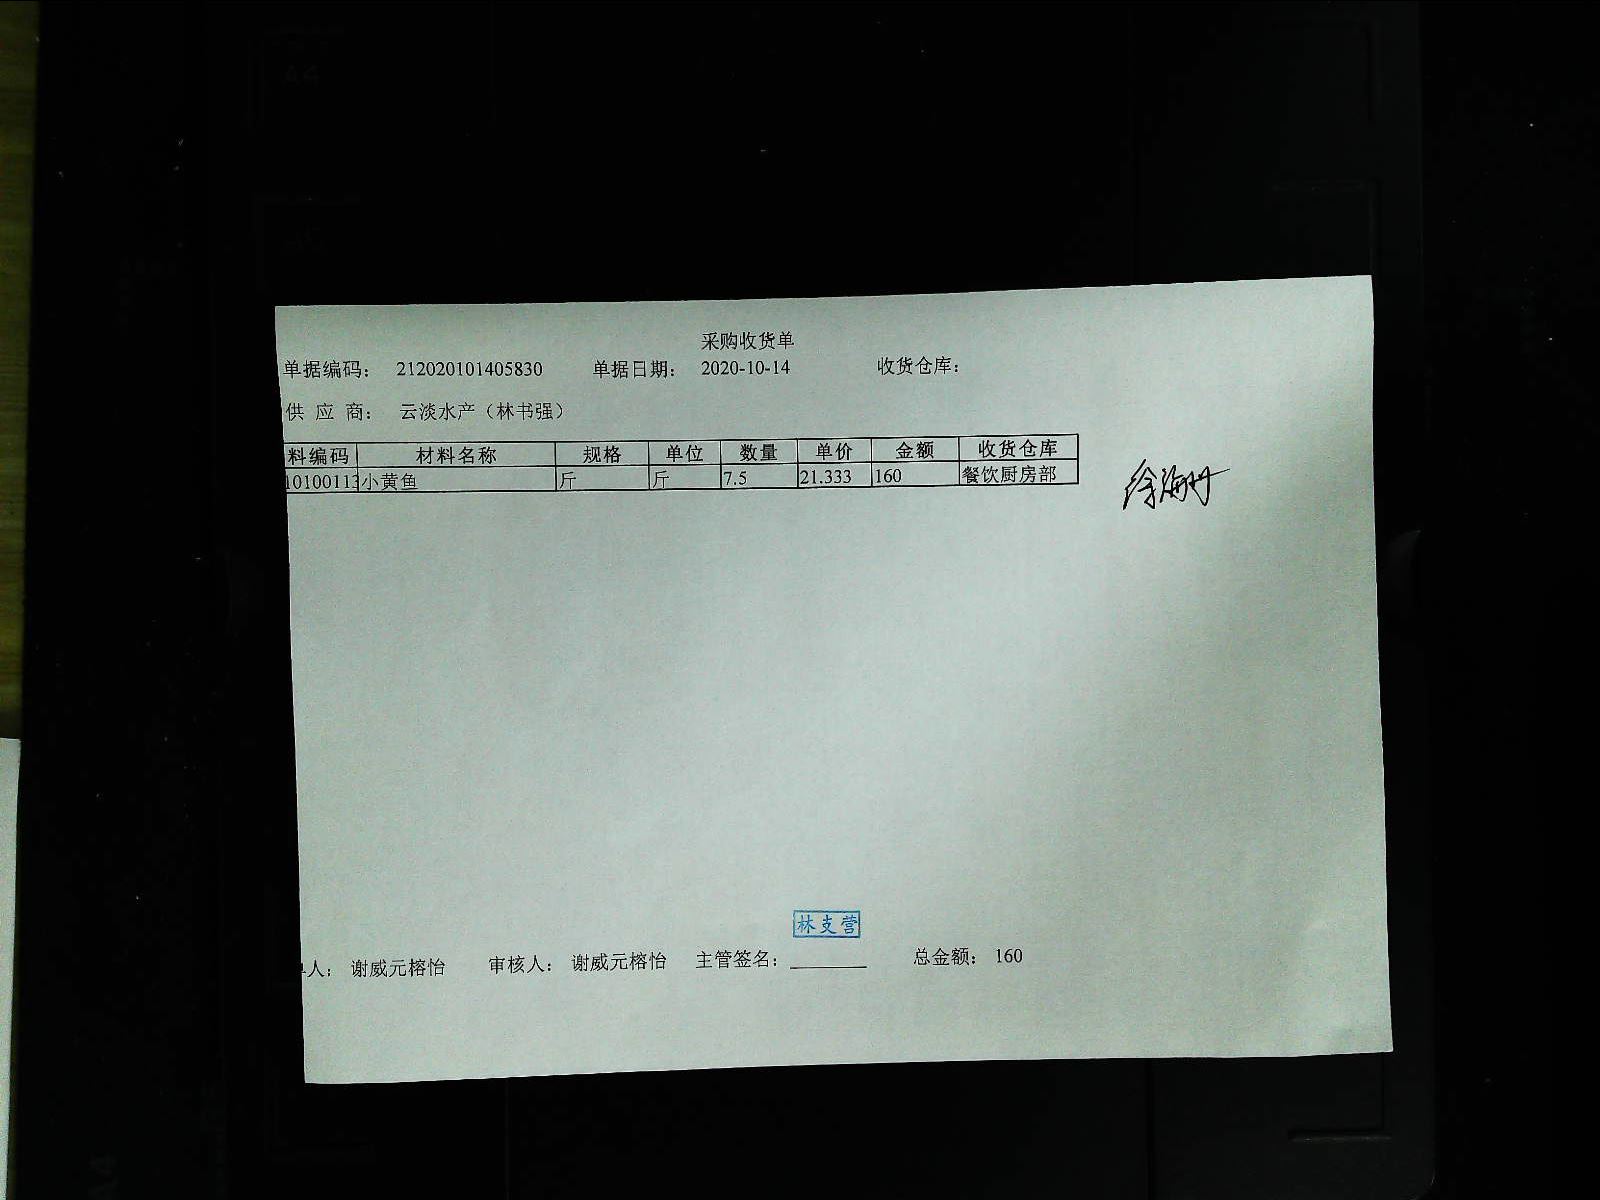 采购收货单
单据编码： 212020101405830 单据日期： 2020-10-14 收货仓库：
供 应 商： 云淡水产（林书强）
料编码 材料名称 规格 单位 数量 单价 金额 收货仓库
10100113 小黄鱼 斤 斤 7.5 21.333 160 餐饮厨房部
徐海丹
林支营
人： 谢威元榕怡 审核人： 谢威元榕怡 主管签名： 总金额： 160